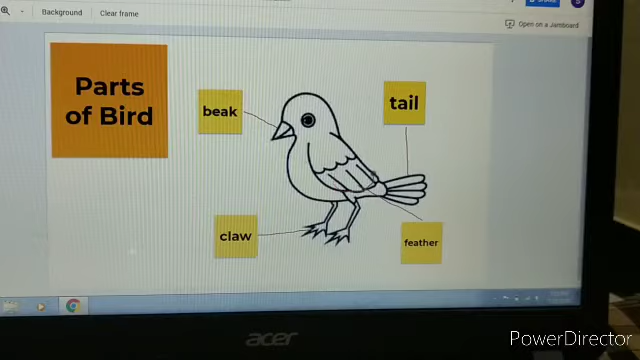 Background
Clear frame
Open on a Jamboard
Parts
of Bird
beak
tail
claw
feather
acer
PowerDirector